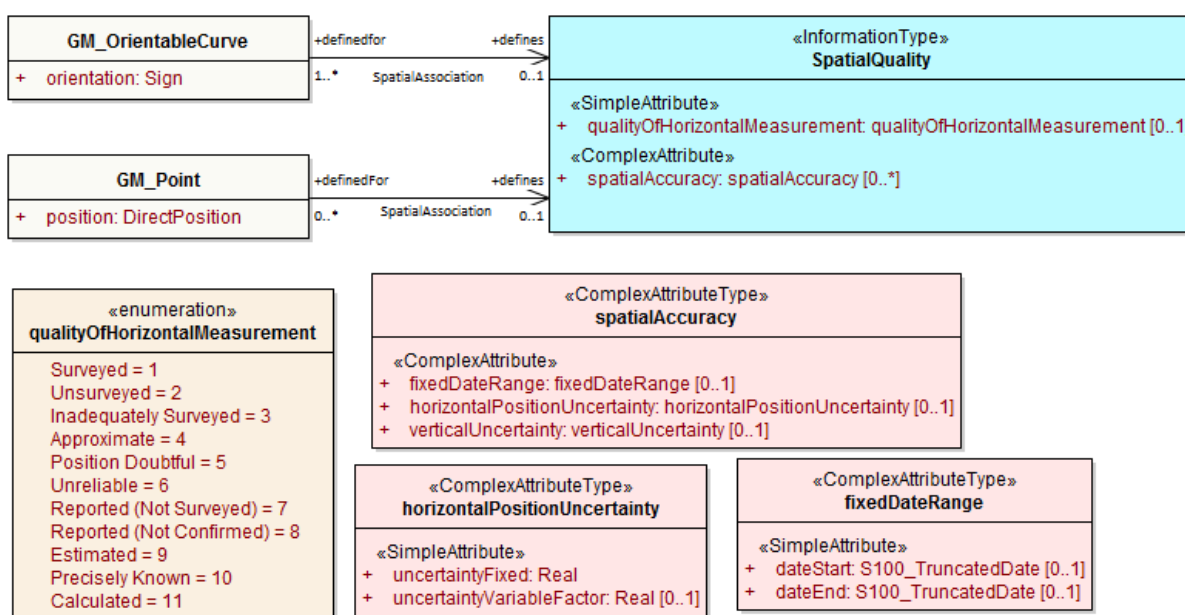 GM_OrientableCurve
+ orientation: Sign
+definedfor
+defines
1..*
SpatialAssociation
0..1
«InformationType»
SpatialQuality
«SimpleAttribute»
+ qualityOfHorizontalMeasurement: qualityOfHorizontalMeasurement [0..1
«ComplexAttribute»
+ spatialAccuracy: spatialAccuracy [0..*]
GM_Point
+ position: DirectPosition
+definedFor
+defines
0..*
SpatialAssociation
0..1
«enumeration»
qualityOfHorizontalMeasurement
Surveyed = 1
Unsurveyed = 2
Inadequately Surveyed = 3
Approximate = 4
Position Doubtful = 5
Unreliable = 6
Reported (Not Surveyed) = 7
Reported (Not Confirmed) = 8
Estimated = 9
Precisely Known = 10
Calculated = 11
«ComplexAttributeType»
spatialAccuracy
«ComplexAttribute»
+ fixedDateRange: fixedDateRange [0..1]
+ horizontalPositionUncertainty: horizontalPositionUncertainty [0..1]
+ verticalUncertainty: verticalUncertainty [0..1]
«ComplexAttributeType»
horizontalPositionUncertainty
«SimpleAttribute»
+ uncertaintyFixed: Real
+ uncertaintyVariableFactor: Real [0..1]
«ComplexAttributeType»
fixedDateRange
«SimpleAttribute»
+ dateStart: S100_TruncatedDate [0..1]
+ dateEnd: S100_TruncatedDate [0..1]